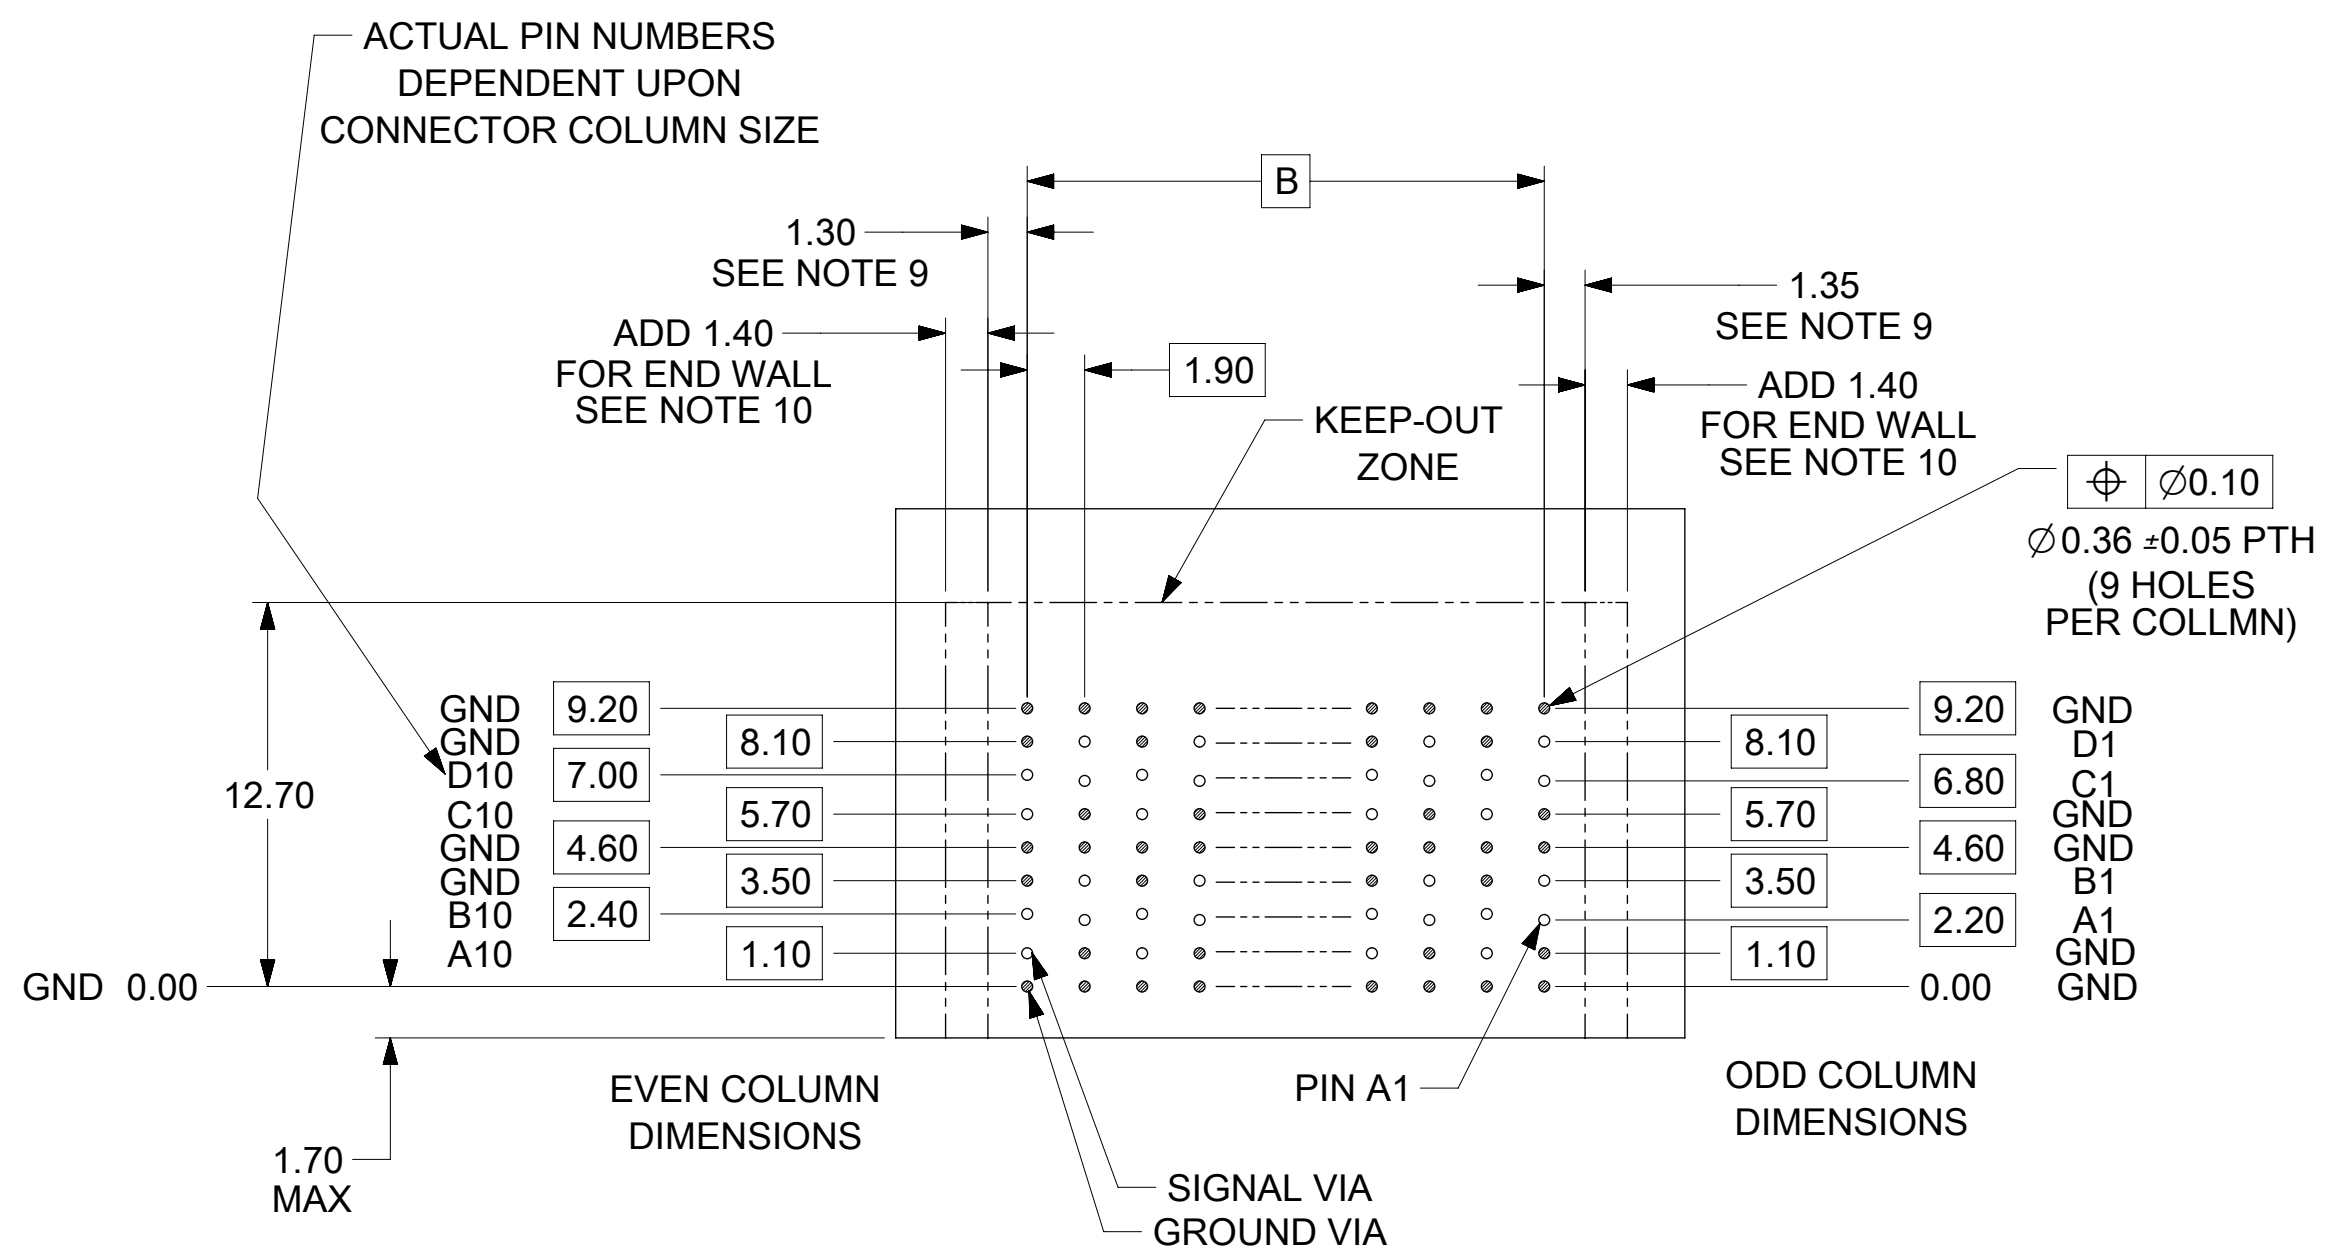 ACTUAL PIN NUMBERS
DEPENDENT UPON
CONNECTOR COLUMN SIZE
B
1.30
SEE NOTE 9
1.35
SEE NOTE 9
ADD 1.40
FOR END WALL
SEE NOTE 10
1.90
ADD 1.40
FOR END WALL
SEE NOTE 10
KEEP-OUT
ZONE
⌖ ∅0.10
∅0.36 ±0.05 PTH
(9 HOLES
PER COLLMN)
12.70
GND 9.20
GND 8.10
D10 7.00
C10 5.70
GND 4.60
GND 3.50
B10 2.40
A10 1.10
GND 0.00
9.20 GND
8.10 D1
6.80 C1
5.70 GND
4.60 GND
3.50 B1
2.20 A1
1.10 GND
0.00 GND
EVEN COLUMN
DIMENSIONS
PIN A1
ODD COLUMN
DIMENSIONS
1.70
MAX
SIGNAL VIA
GROUND VIA